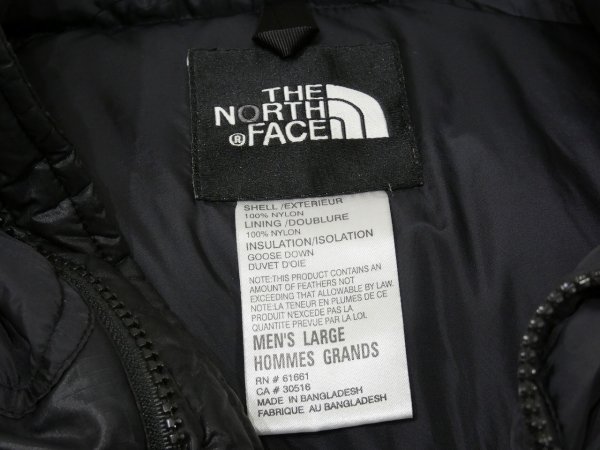 THE
NORTH
® FACE
SHELL /EXTERIEUR
100% NYLON
LINING /DOUBLURE
100% NYLON
INSULATION/ISOLATION
GOOSE DOWN
DUVET D'OIE
NOTE:THIS PRODUCT CONTAINS AN
AMOUNT OF FEATHERS NOT
EXCEEDING THAT ALLOWABLE BY LAW.
NOTE:LA TENEUR EN PLUMES DE CE
PRODUIT N'EXCEDE PAS LA
QUANTITÉ PREVUE PAR LA LOI.
MEN'S LARGE
HOMMES GRANDS
RN # 61661
CA # 30516
MADE IN BANGLADESH
FABRIQUE AU BANGLADESH